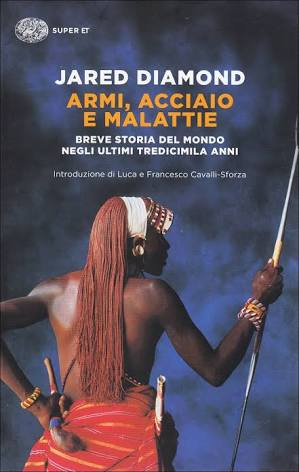 SUPER ET
JARED DIAMOND
ARMI, ACCIAIO
E MALATTIE
BREVE STORIA DEL MONDO
NEGLI ULTIMI TREDICIMILA ANNI
Introduzione di Luca e Francesco Cavalli-Sforza